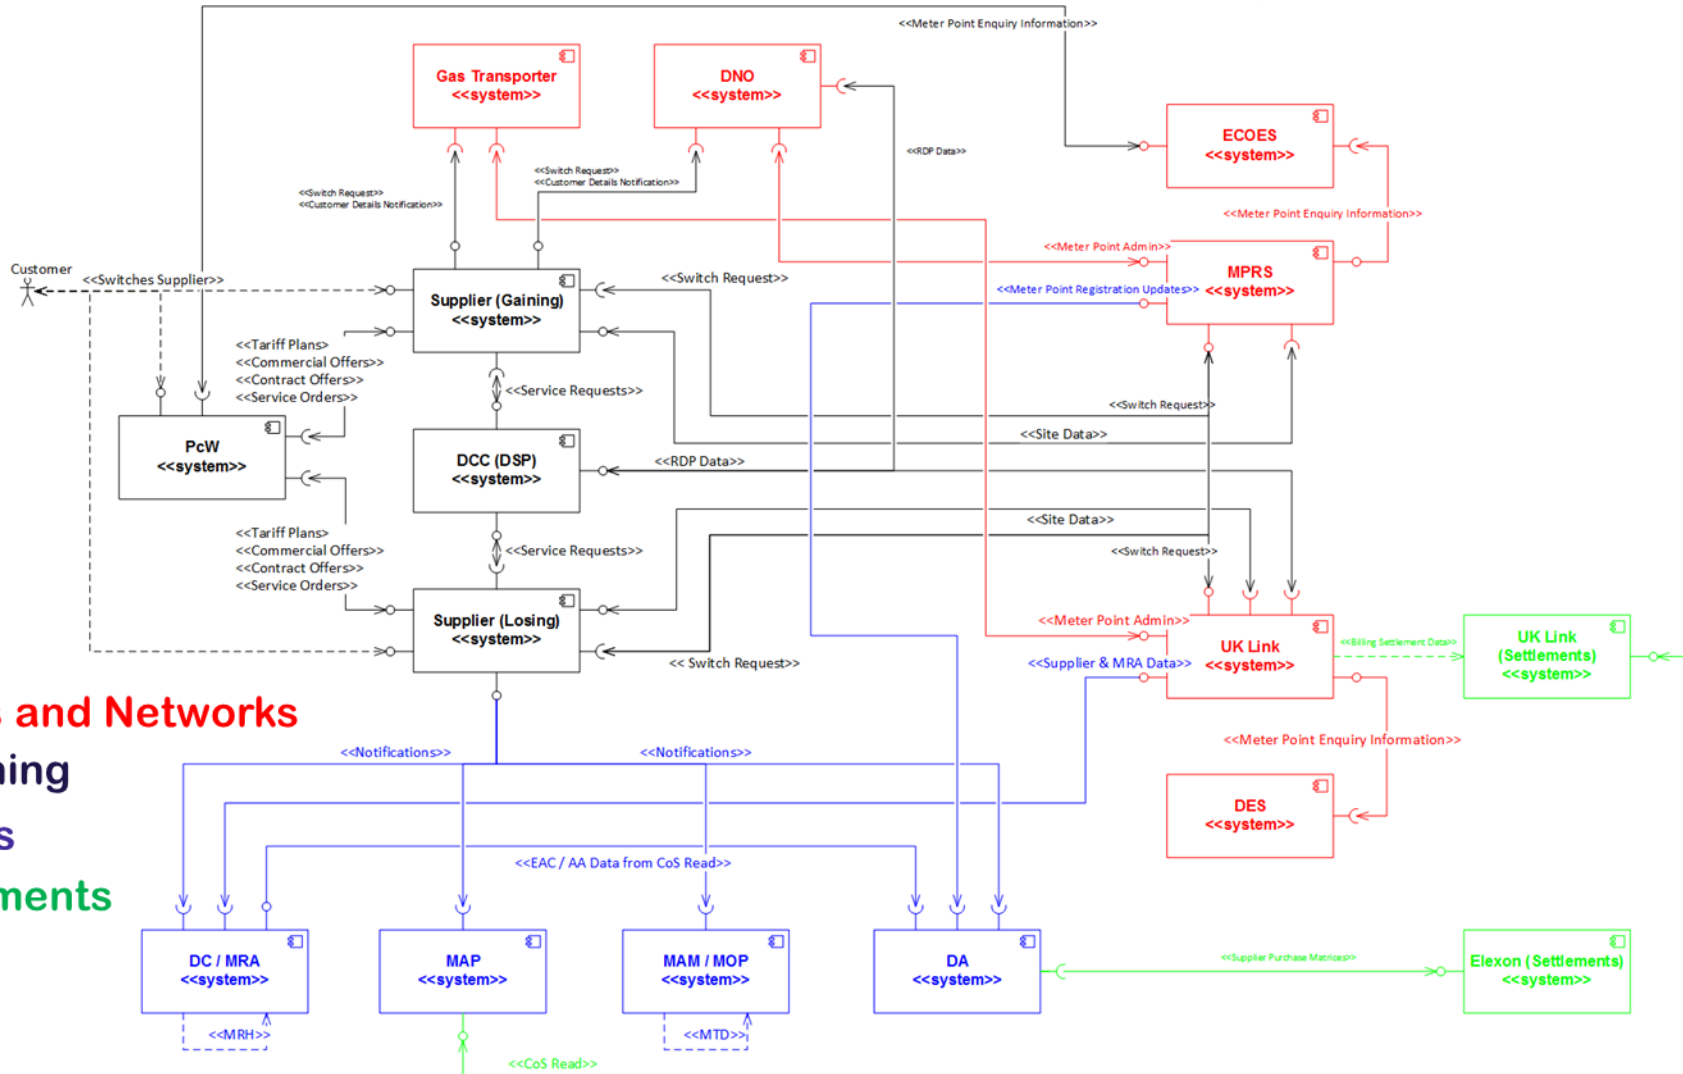 <<Meter Point Enquiry Information>>
Gas Transporter
<<system>>
DNO
<<system>>
ECOES
<<system>>
<<RDP Data>>
<<Switch Request>>
<<Customer Details Notification>>
<<Switch Request>>
<<Customer Details Notification>>
<<Meter Point Enquiry Information>>
<<Meter Point Admin>>
MPRS
<<system>>
Customer
<<Switches Supplier>>
<<Switch Request>>
<<Meter Point Registration Updates>>
Supplier (Gaining)
<<system>>
<<Tariff Plans>
<<Commercial Offers>>
<<Contract Offers>>
<<Service Orders>>
<<Service Requests>>
<<Switch Request>>
<<Site Data>>
PcW
<<system>>
DCC (DSP)
<<system>>
<<RDP Data>>
<<Site Data>>
<<Tariff Plans>
<<Commercial Offers>>
<<Contract Offers>>
<<Service Orders>>
<<Service Requests>>
<<Switch Request>>
Supplier (Losing)
<<system>>
<<Meter Point Admin>>
UK Link
<<system>>
<<Billing Settlement Data>>
UK Link
(Settlements)
<<system>>
<< Switch Request>>
<<Supplier & MRA Data>>
s and Networks
ning
s
ments
<<Notifications>>
<<Notifications>>
<<Meter Point Enquiry Information>>
DES
<<system>>
<<EAC / AA Data from CoS Read>>
DC / MRA
<<system>>
MAP
<<system>>
MAM / MOP
<<system>>
DA
<<system>>
<<Supplier Purchase Matrices>>
Elexon (Settlements)
<<system>>
<<MRH>>
<<MTD>>
<<CoS Read>>